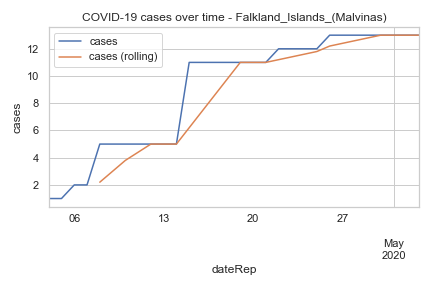 COVID-19 cases over time - Falkland_Islands_(Malvinas)
cases
cases (rolling)
cases
12
10
8
6
4
2
06
13
20
27
May
2020
dateRep